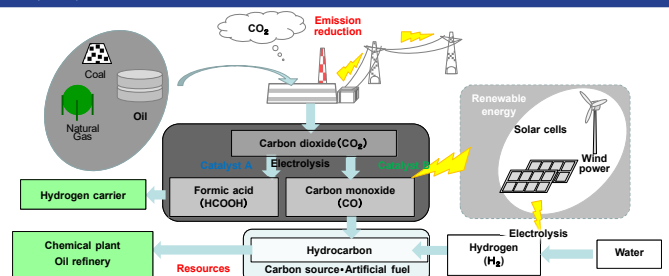 CO₂
Emission
reduction
Coal
Oil
Natural
Gas
Renewable
energy
Solar cells
Wind
power
Carbon dioxide(CO₂)
Catalyst A
Electrolysis
Catalyst B
Hydrogen carrier
Formic acid
(HCOOH)
Carbon monoxide
(CO)
Electrolysis
Chemical plant
Oil refinery
Resources
Hydrocarbon
Carbon source・Artificial fuel
Hydrogen
(H₂)
Water